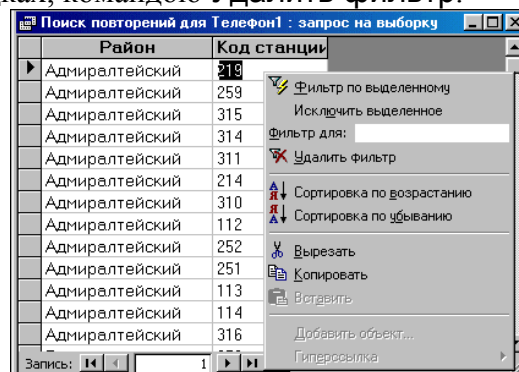 командою Удалить фильтр.
Поиск повторений для Телефон1 : запрос на выборку
Район Код станции
Адмиралтейский 219
Адмиралтейский 259
Адмиралтейский 315
Адмиралтейский 314
Адмиралтейский 311
Адмиралтейский 214
Адмиралтейский 310
Адмиралтейский 112
Адмиралтейский 252
Адмиралтейский 251
Адмиралтейский 113
Адмиралтейский 114
Адмиралтейский 316
Запись: 1
Фильтр по выделенному
Исключить выделенное
Фильтр для:
Удалить фильтр
Сортировка по возрастанию
Сортировка по убыванию
Вырезать
Копировать
Вставить
Добавить объект...
Гиперссылка